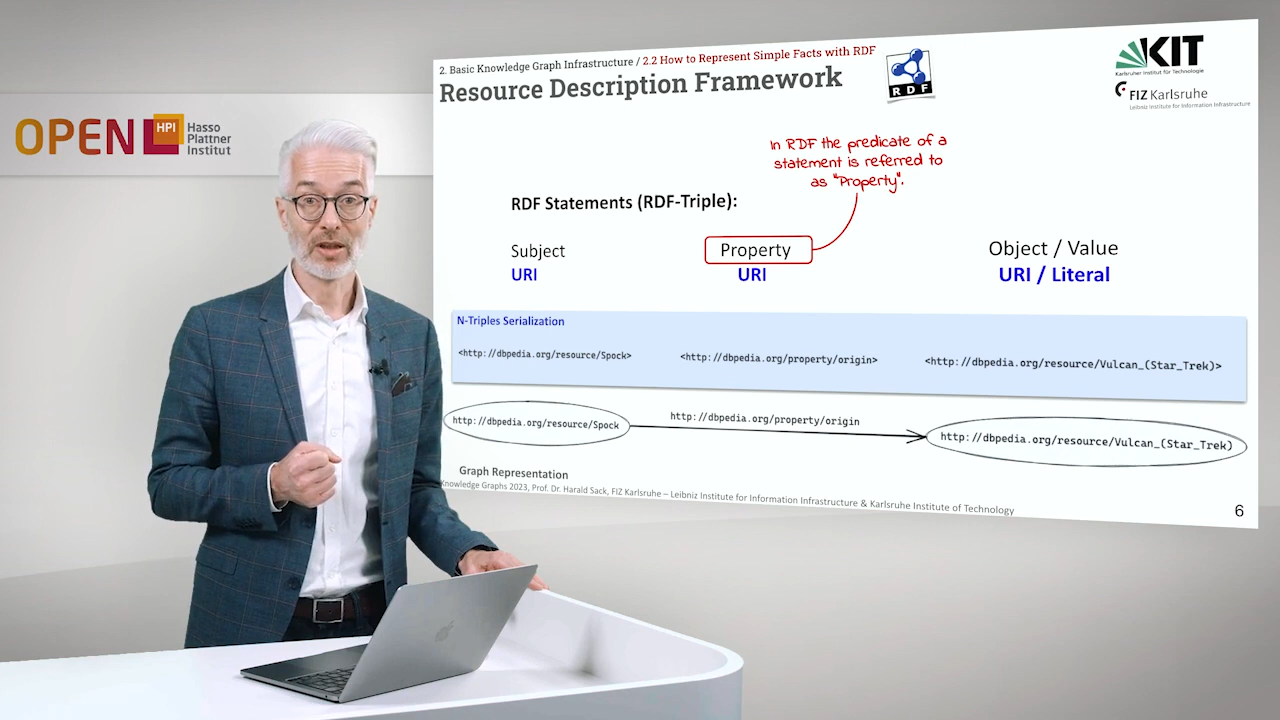 OPEN HPI Hasso
Plattner
Institut
2. Basic Knowledge Graph Infrastructure / 2.2 How to Represent Simple Facts with RDF
Resource Description Framework
RDF
KIT
Karlsruher Institut für Technologie
FIZ Karlsruhe
Leibniz Institute for Information Infrastructure
In RDF the predicate of a
statement is referred to
as "Property".
RDF Statements (RDF-Triple):
Subject Property Object / Value
URI URI URI / Literal
N-Triples Serialization
<http://dbpedia.org/resource/Spock> <http://dbpedia.org/property/origin> <http://dbpedia.org/resource/Vulcan_(Star_Trek)>
http://dbpedia.org/resource/Spock http://dbpedia.org/property/origin http://dbpedia.org/resource/Vulcan_(Star_Trek)
Graph Representation
Knowledge Graphs 2023, Prof. Dr. Harald Sack, FIZ Karlsruhe – Leibniz Institute for Information Infrastructure & Karlsruhe Institute of Technology
6